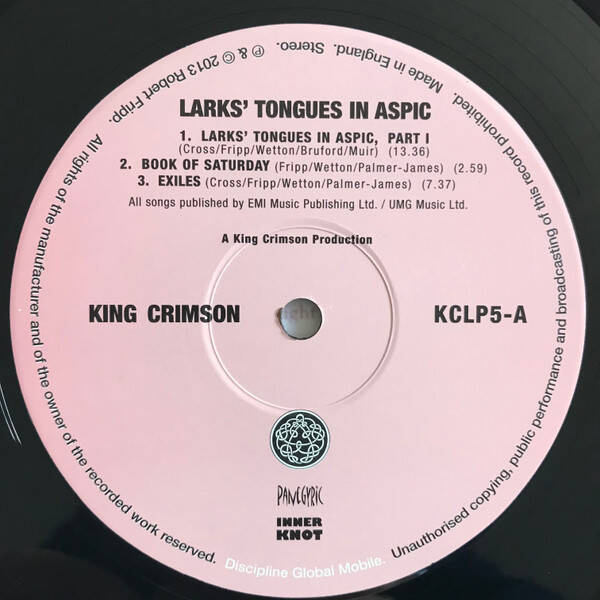 LARKS' TONGUES IN ASPIC
1. LARKS' TONGUES IN ASPIC, PART I
(Cross/Fripp/Wetton/Bruford/Muir) (13.36)
2. BOOK OF SATURDAY (Fripp/Wetton/Palmer-James) (2.59)
3. EXILES (Cross/Fripp/Wetton/Palmer-James) (7.37)
All songs published by EMI Music Publishing Ltd. / UMG Music Ltd.
A King Crimson Production
KING CRIMSON
KCLP5-A
PANEGYRIC
INNER
KNOT
℗ & © 2013 Robert Fripp. All rights of the manufacturer and of the owner of the recorded work reserved. Unauthorised copying, public performance and broadcasting of this record prohibited. Made in England. Stereo.
Discipline Global Mobile.